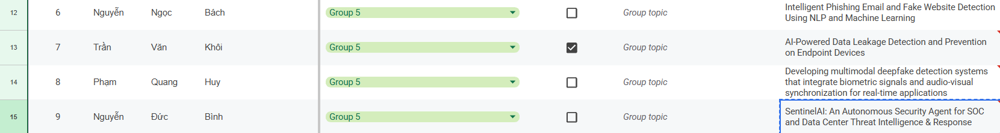 12 6 Nguyễn Ngọc Bách Group 5 Group topic Intelligent Phishing Email and Fake Website Detection
Using NLP and Machine Learning
13 7 Trần Văn Khôi Group 5 Group topic AI-Powered Data Leakage Detection and Prevention
on Endpoint Devices
14 8 Phạm Quang Huy Group 5 Group topic Developing multimodal deepfake detection systems
that integrate biometric signals and audio-visual
synchronization for real-time applications
15 9 Nguyễn Đức Bình Group 5 Group topic SentinelAI: An Autonomous Security Agent for SOC
and Data Center Threat Intelligence & Response